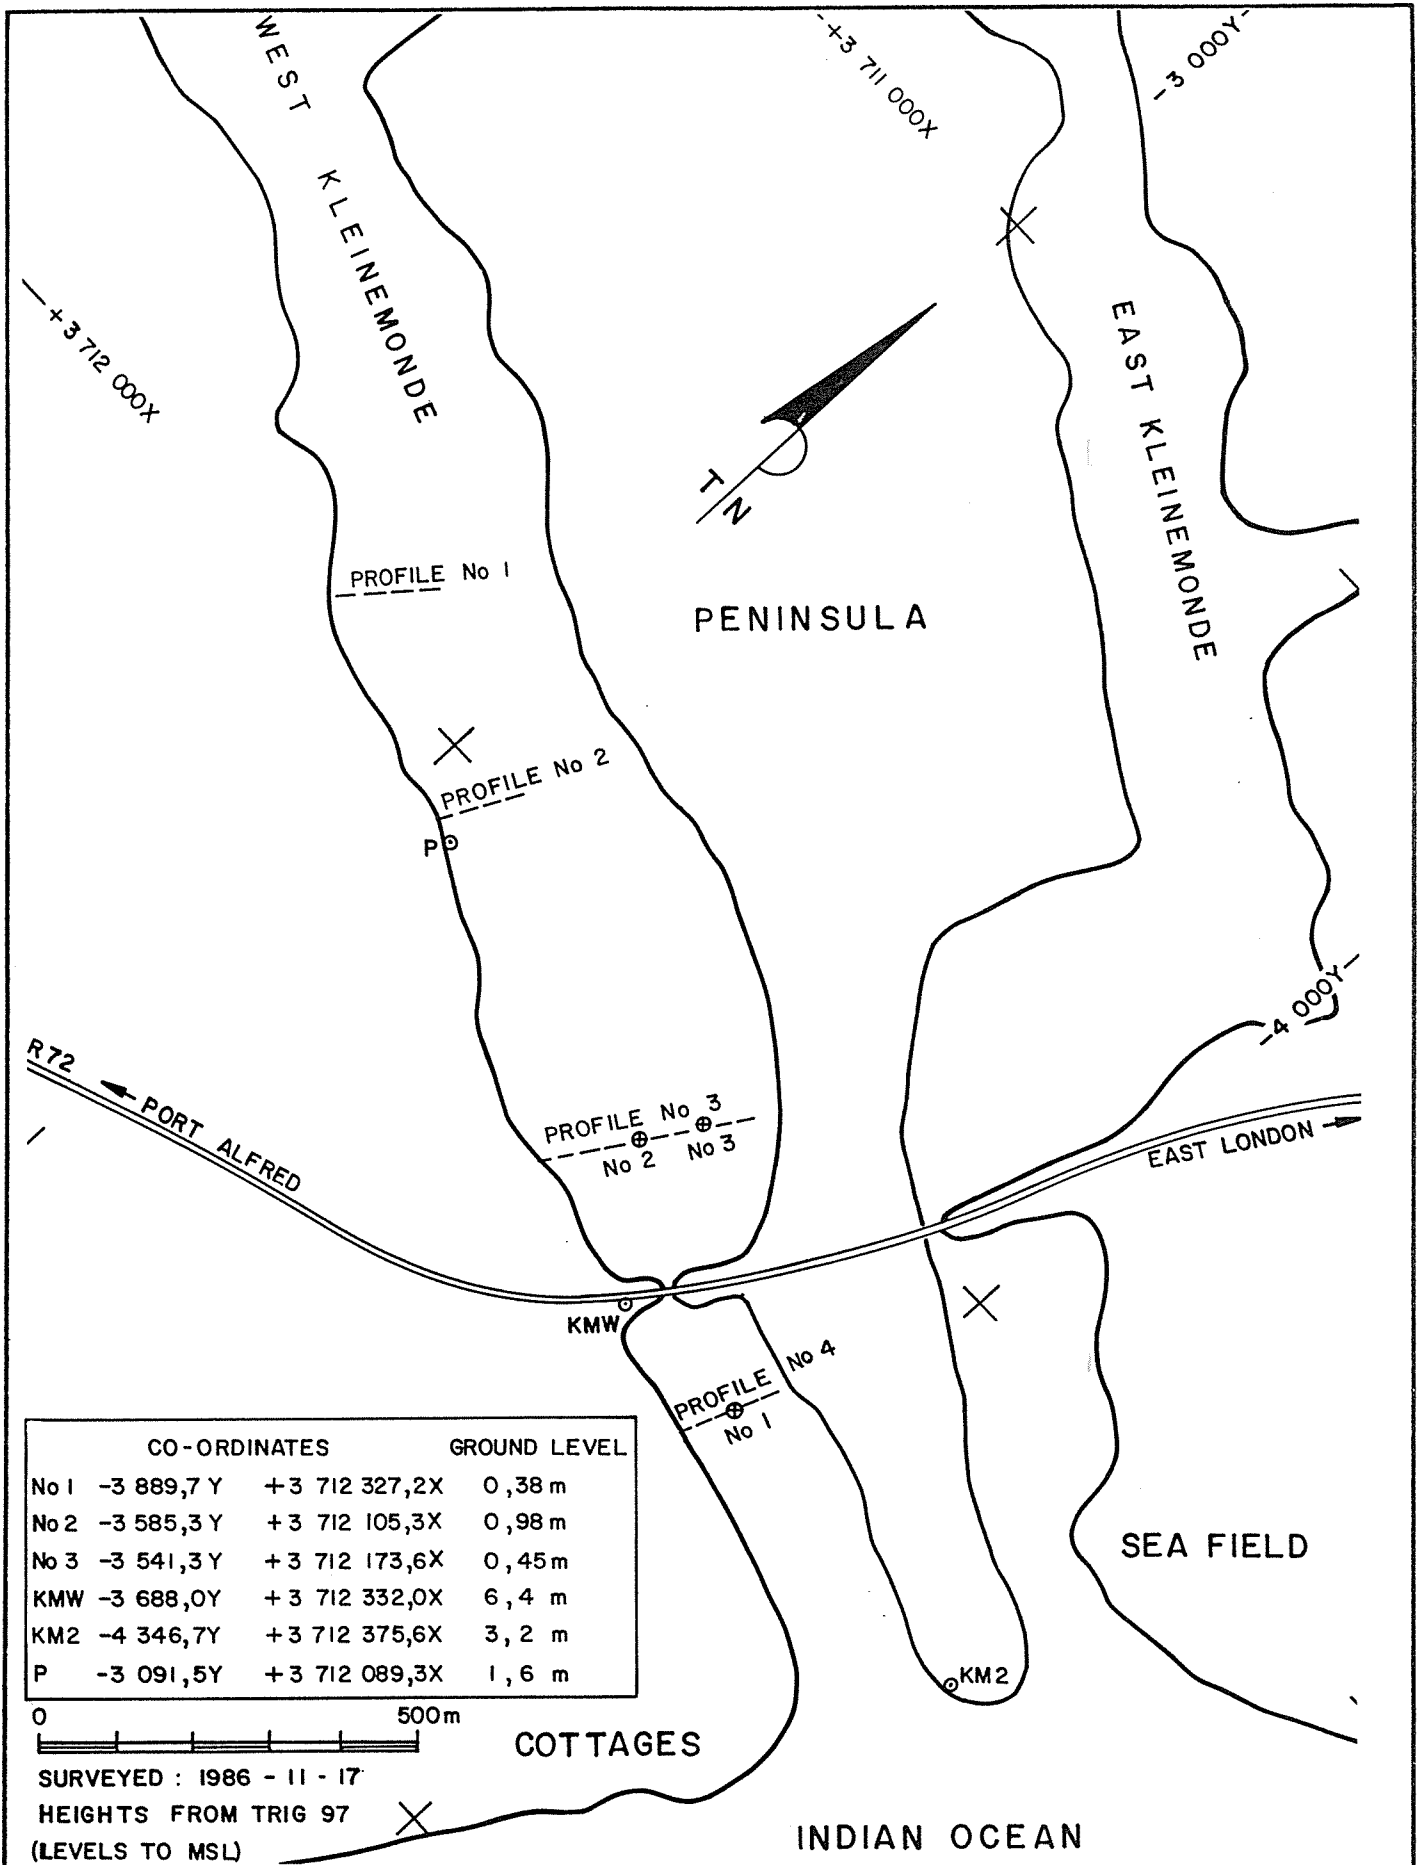 WEST KLEINEMONDE
+3 711 000X
-3 000Y-
+3 712 000X
EAST KLEINEMONDE
TN
PROFILE No 1
PENINSULA
PROFILE No 2
P
-4 000Y-
R72
PORT ALFRED
PROFILE No 3
No 2 No 3
EAST LONDON
KMW
PROFILE No 4
No 1
CO-ORDINATES GROUND LEVEL
No 1 -3 889,7 Y +3 712 327,2X 0,38 m
No 2 -3 585,3 Y +3 712 105,3X 0,98 m
No 3 -3 541,3 Y +3 712 173,6X 0,45 m
KMW -3 688,0Y +3 712 332,0X 6,4 m
KM2 -4 346,7Y +3 712 375,6X 3,2 m
P -3 091,5Y +3 712 089,3X 1,6 m
SEA FIELD
KM2
0 500m
COTTAGES
SURVEYED : 1986 - 11 - 17
HEIGHTS FROM TRIG 97
(LEVELS TO MSL)
INDIAN OCEAN